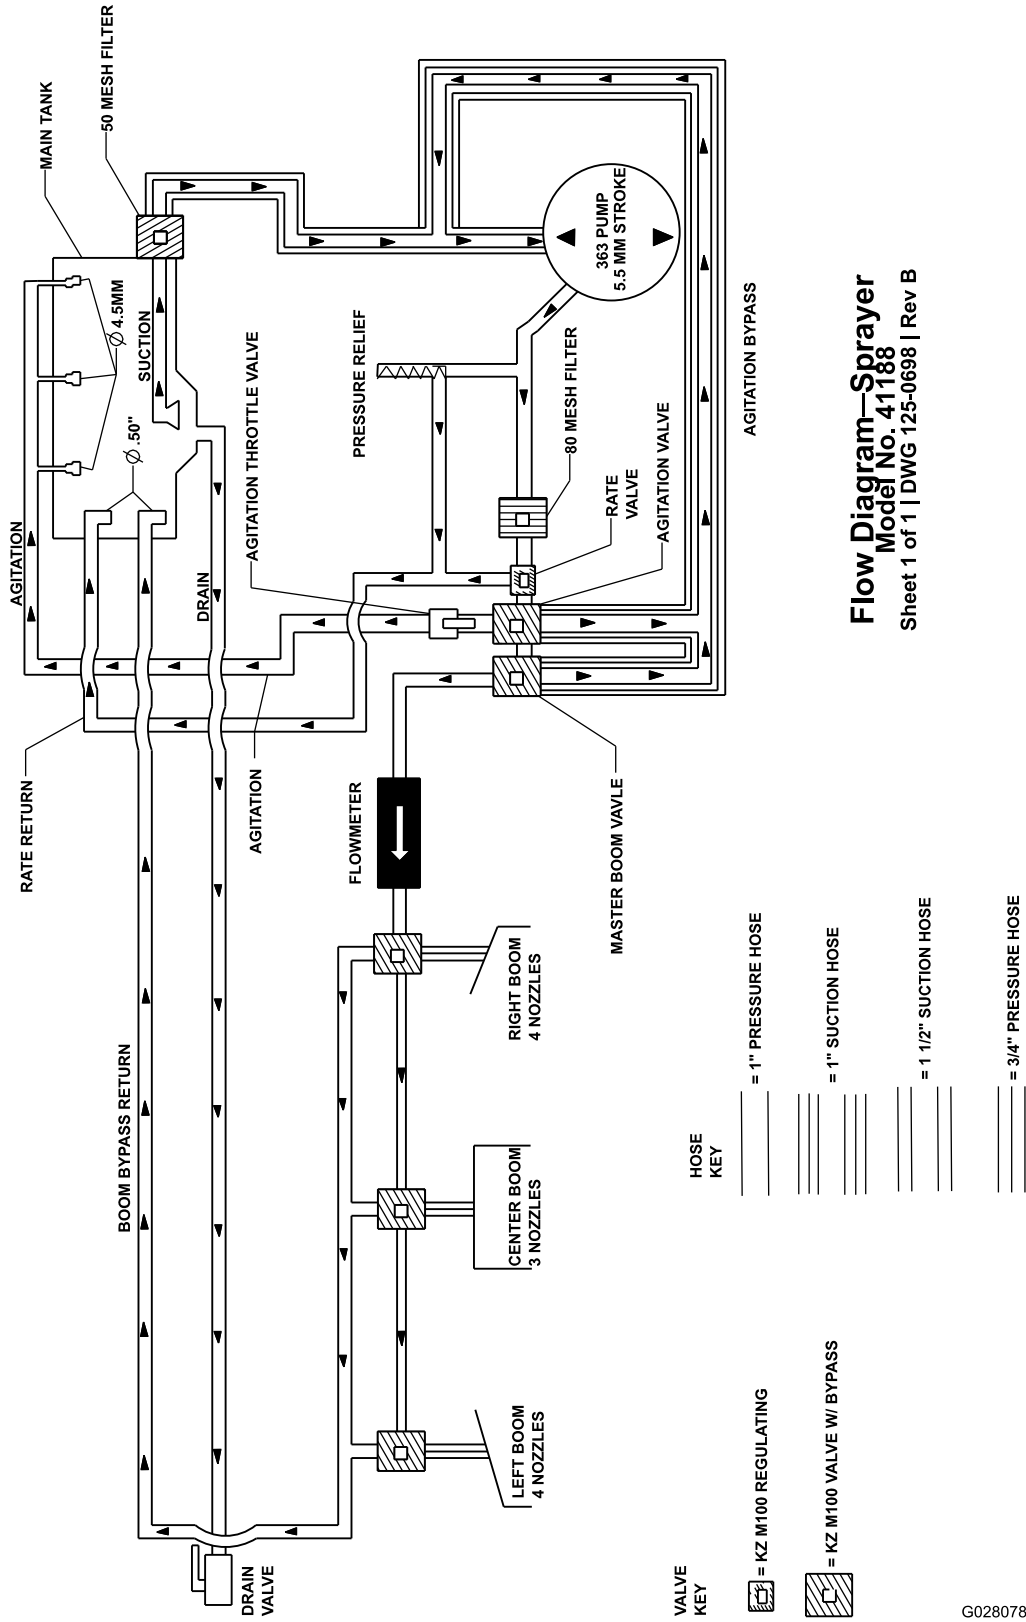 50 MESH FILTER
MAIN TANK
⌀ 4.5MM
SUCTION
⌀ .50"
AGITATION
DRAIN
AGITATION THROTTLE VALVE
PRESSURE RELIEF
363 PUMP
5.5 MM STROKE
80 MESH FILTER
RATE
VALVE
AGITATION VALVE
AGITATION BYPASS
RATE RETURN
AGITATION
FLOWMETER
MASTER BOOM VAVLE
BOOM BYPASS RETURN
RIGHT BOOM
4 NOZZLES
CENTER BOOM
3 NOZZLES
LEFT BOOM
4 NOZZLES
DRAIN
VALVE
Flow Diagram—Sprayer
Model No. 41188
Sheet 1 of 1 | DWG 125-0698 | Rev B
HOSE
KEY
= 1" PRESSURE HOSE
= 1" SUCTION HOSE
= 1 1/2" SUCTION HOSE
= 3/4" PRESSURE HOSE
VALVE
KEY
= KZ M100 REGULATING
= KZ M100 VALVE W/ BYPASS
G028078